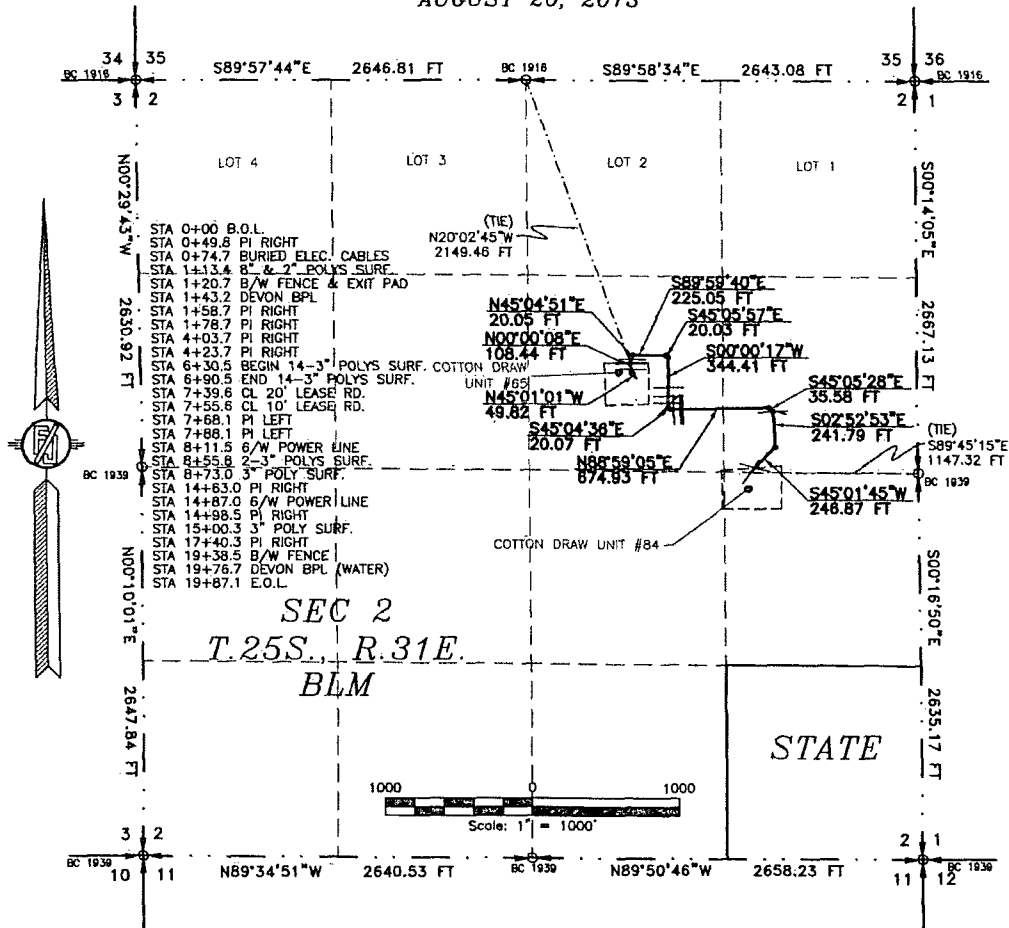 AUGUST 20, 2013
34 35
BC 1916
3 2
S89°57'44"E 2646.81 FT
BC 1916
S89°58'34"E 2643.08 FT
35 36
BC 1916
2 1
LOT 4
LOT 3
LOT 2
LOT 1
N00°29'43"W 2630.92 FT
S00°14'05"E 2667.13 FT
(TIE)
N20°02'45"W
2149.46 FT
STA 0+00 B.O.L.
STA 0+49.8 PI RIGHT
STA 0+74.7 BURIED ELEC. CABLES
STA 1+13.4 8" & 2" POLYS SURF.
STA 1+20.7 B/W FENCE & EXIT PAD
STA 1+43.2 DEVON BPL
STA 1+58.7 PI RIGHT
STA 1+78.7 PI RIGHT
STA 4+03.7 PI RIGHT
STA 4+23.7 PI RIGHT
STA 6+30.5 BEGIN 14-3" POLYS SURF.
STA 6+90.5 END 14-3" POLYS SURF.
STA 7+39.6 CL 20' LEASE RD.
STA 7+55.6 CL 10' LEASE RD.
STA 7+68.1 PI LEFT
STA 7+88.1 PI LEFT
STA 8+11.5 6/W POWER LINE
STA 8+55.8 2-3" POLYS SURF.
STA 8+73.0 3" POLY SURF.
STA 14+63.0 PI RIGHT
STA 14+87.0 6/W POWER LINE
STA 14+98.5 PI RIGHT
STA 15+00.3 3" POLY SURF.
STA 17+40.3 PI RIGHT
STA 19+38.5 B/W FENCE
STA 19+76.7 DEVON BPL (WATER)
STA 19+87.1 E.O.L.
S89°59'40"E
225.05 FT
N45°04'51"E
20.05 FT
S45°05'57"E
20.03 FT
N00°00'08"E
108.44 FT
S00°00'17"W
344.41 FT
COTTON DRAW
UNIT #65
N45°01'01"W
49.82 FT
S45°05'28"E
35.58 FT
S45°04'36"E
20.07 FT
S02°52'53"E
241.79 FT
(TIE)
S89°45'15"E
1147.32 FT
N88°59'05"E
674.93 FT
BC 1939
BC 1939
S45°01'45"W
246.87 FT
COTTON DRAW UNIT #84
N00°10'01"E 2647.84 FT
S00°16'50"E 2635.17 FT
SEC 2
T.25S., R.31E.
BLM
STATE
1000 0 1000
Scale: 1" = 1000'
3 2
BC 1939
10 11
N89°34'51"W 2640.53 FT
BC 1939
N89°50'46"W 2658.23 FT
2 1
BC 1939
11 12